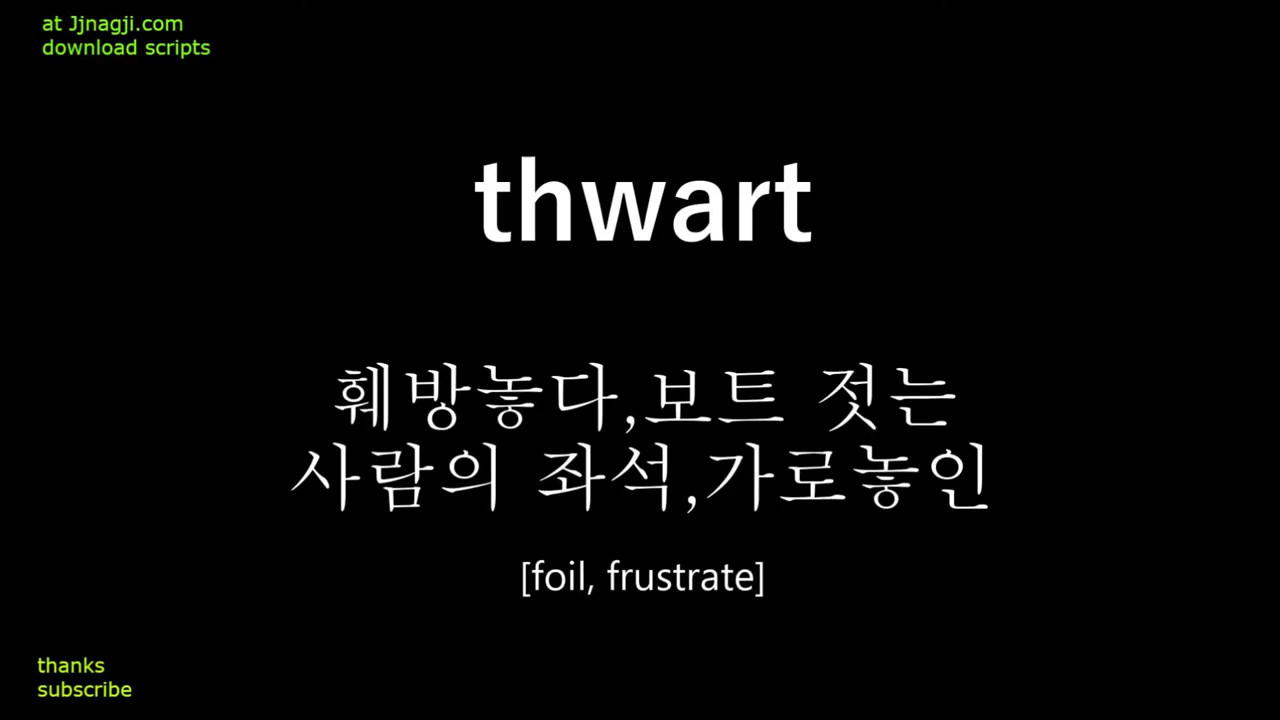 at Jjnagji.com
download scripts
thwart
훼방놓다,보트 젓는
사람의 좌석,가로놓인
[foil, frustrate]
thanks
subscribe